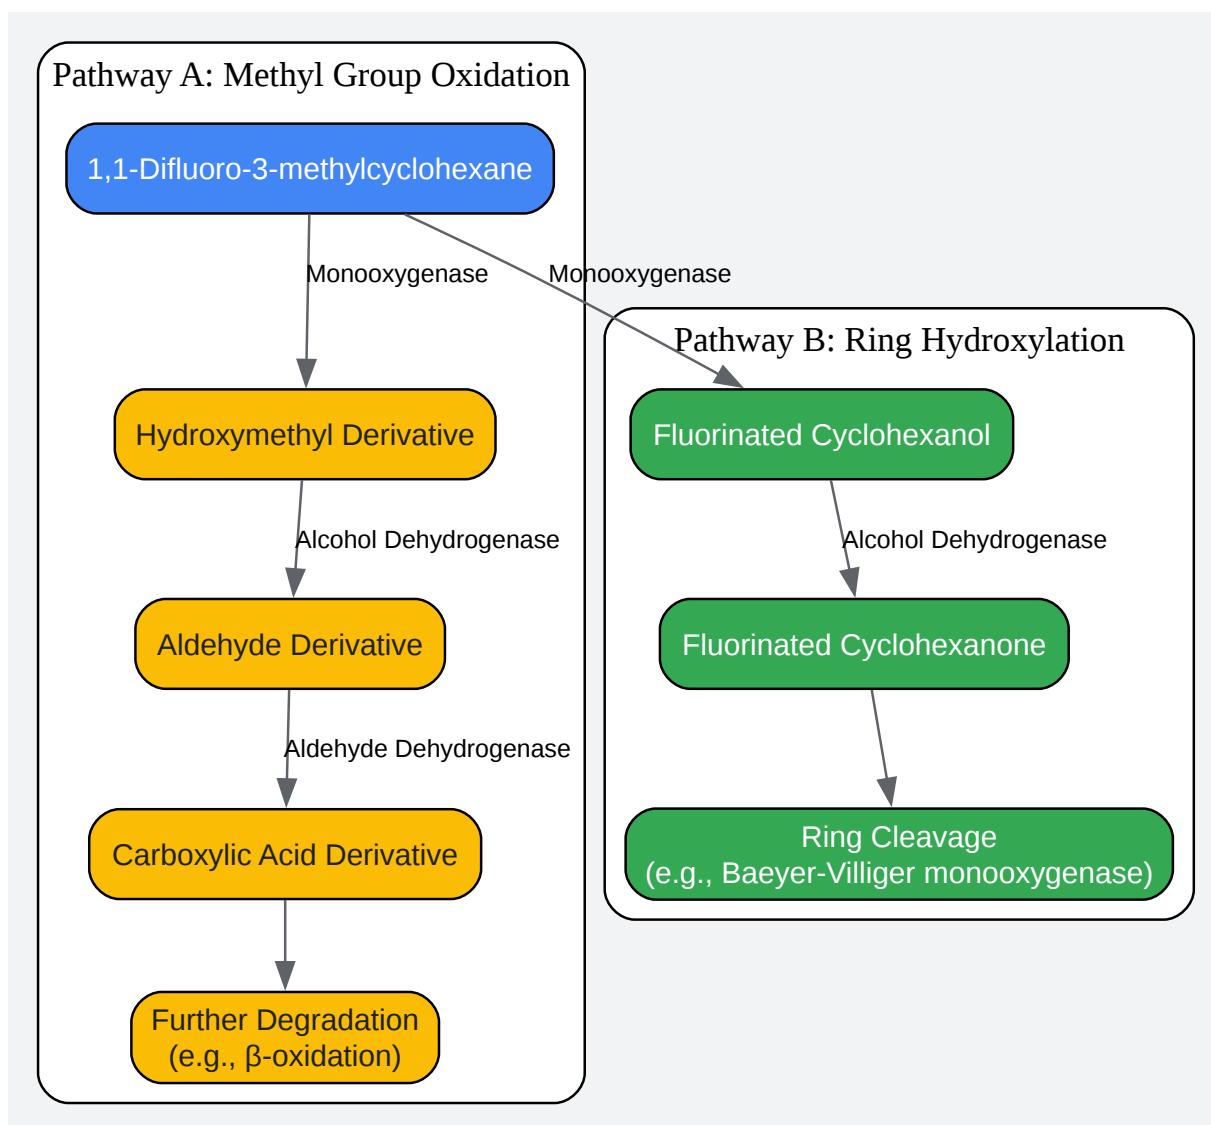 Pathway A: Methyl Group Oxidation
1,1-Difluoro-3-methylcyclohexane
Monooxygenase
Monooxygenase
Pathway B: Ring Hydroxylation
Hydroxymethyl Derivative
Fluorinated Cyclohexanol
Alcohol Dehydrogenase
Alcohol Dehydrogenase
Aldehyde Derivative
Fluorinated Cyclohexanone
Aldehyde Dehydrogenase
Carboxylic Acid Derivative
Ring Cleavage
(e.g., Baeyer-Villiger monooxygenase)
Further Degradation
(e.g., β-oxidation)